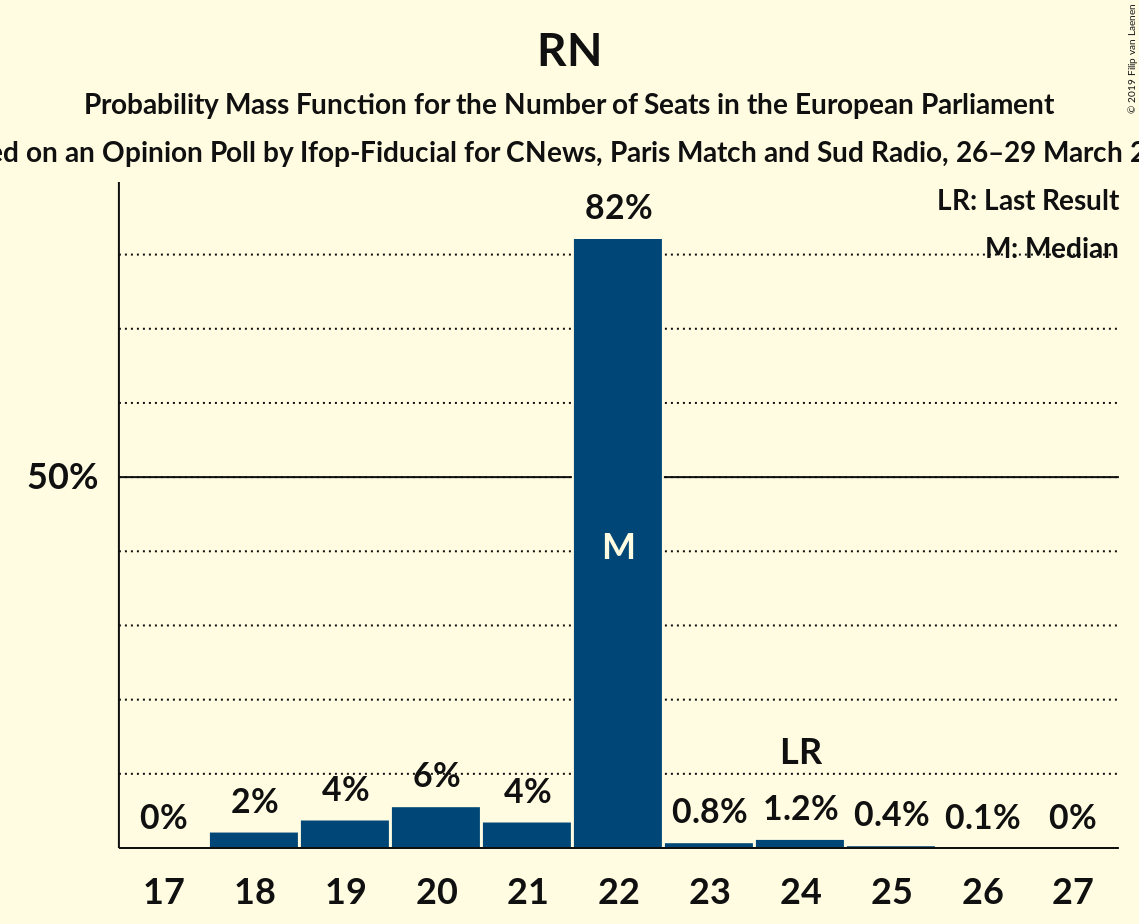 RN
Probability Mass Function for the Number of Seats in the European Parliament
on an Opinion Poll by Ifop-Fiducial for CNews, Paris Match and Sud Radio, 26–29 March
© 2019 Filip van Laenen
LR: Last Result
M: Median
82%
50%
M
LR
0%
2%
4%
6%
4%
0.8%
1.2%
0.4%
0.1%
0%
17 18 19 20 21 22 23 24 25 26 27